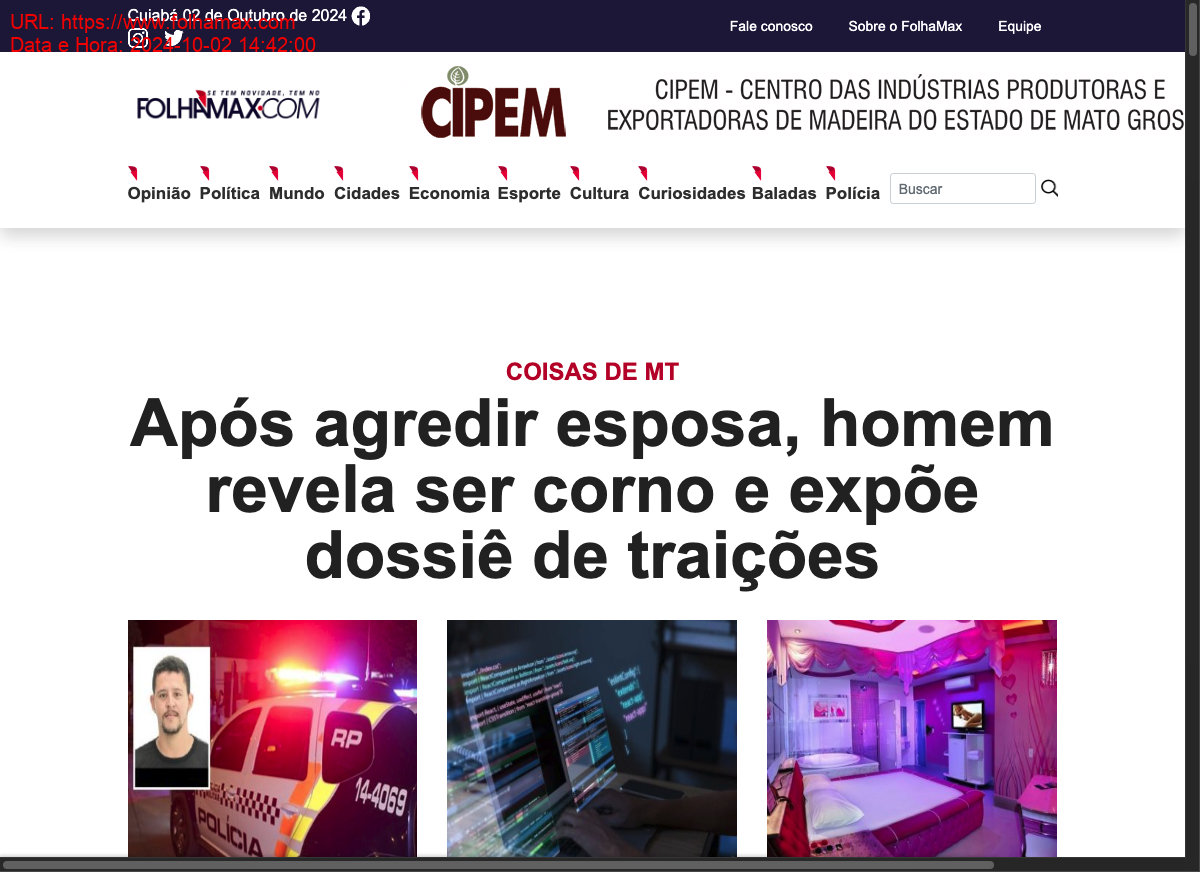 Cuiabá 02 de Outubro de 2024
URL: https://www.folhamax.com
Data e Hora: 2024-10-02 14:42:00
Fale conosco Sobre o FolhaMax Equipe
SE TEM NOVIDADE, TEM NO
FOLHAMAX.COM
CIPEM
CIPEM - CENTRO DAS INDÚSTRIAS PRODUTORAS E
EXPORTADORAS DE MADEIRA DO ESTADO DE MATO GROS
Opinião Política Mundo Cidades Economia Esporte Cultura Curiosidades Baladas Polícia Buscar
COISAS DE MT
Após agredir esposa, homem
revela ser corno e expõe
dossiê de traições
RP
14-4069
POLÍCIA